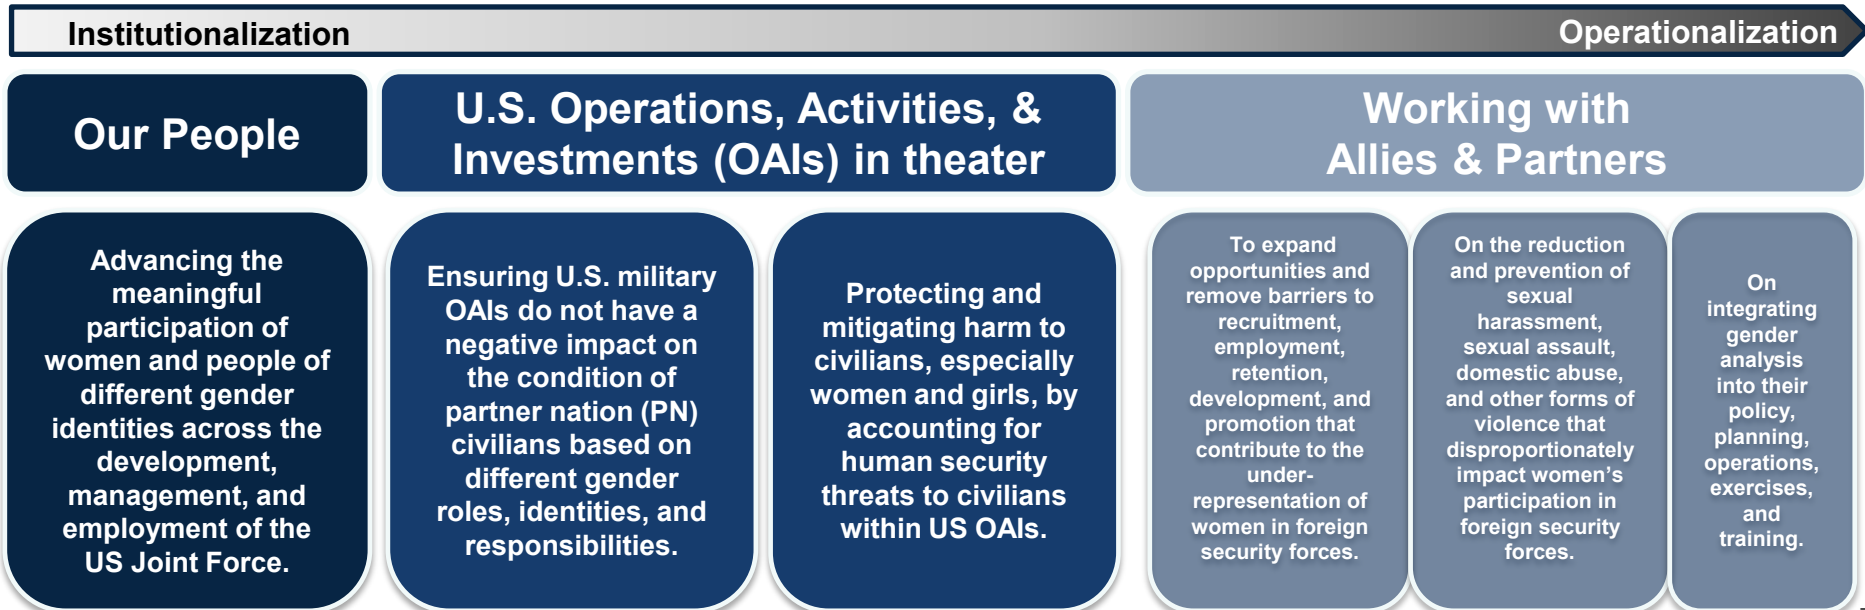 Institutionalization
Operationalization
Our People
U.S. Operations, Activities, &
Investments (OAIs) in theater
Working with
Allies & Partners
Advancing the
meaningful
participation of
women and people of
different gender
identities across the
development,
management, and
employment of the
US Joint Force.
Ensuring U.S. military
OAIs do not have a
negative impact on
the condition of
partner nation (PN)
civilians based on
different gender
roles, identities, and
responsibilities.
Protecting and
mitigating harm to
civilians, especially
women and girls, by
accounting for
human security
threats to civilians
within US OAIs.
To expand
opportunities and
remove barriers to
recruitment,
employment,
retention,
development, and
promotion that
contribute to the
under-
representation of
women in foreign
security forces.
On the reduction
and prevention of
sexual
harassment,
sexual assault,
domestic abuse,
and other forms of
violence that
disproportionately
impact women’s
participation in
foreign security
forces.
On
integrating
gender
analysis
into their
policy,
planning,
operations,
exercises,
and
training.